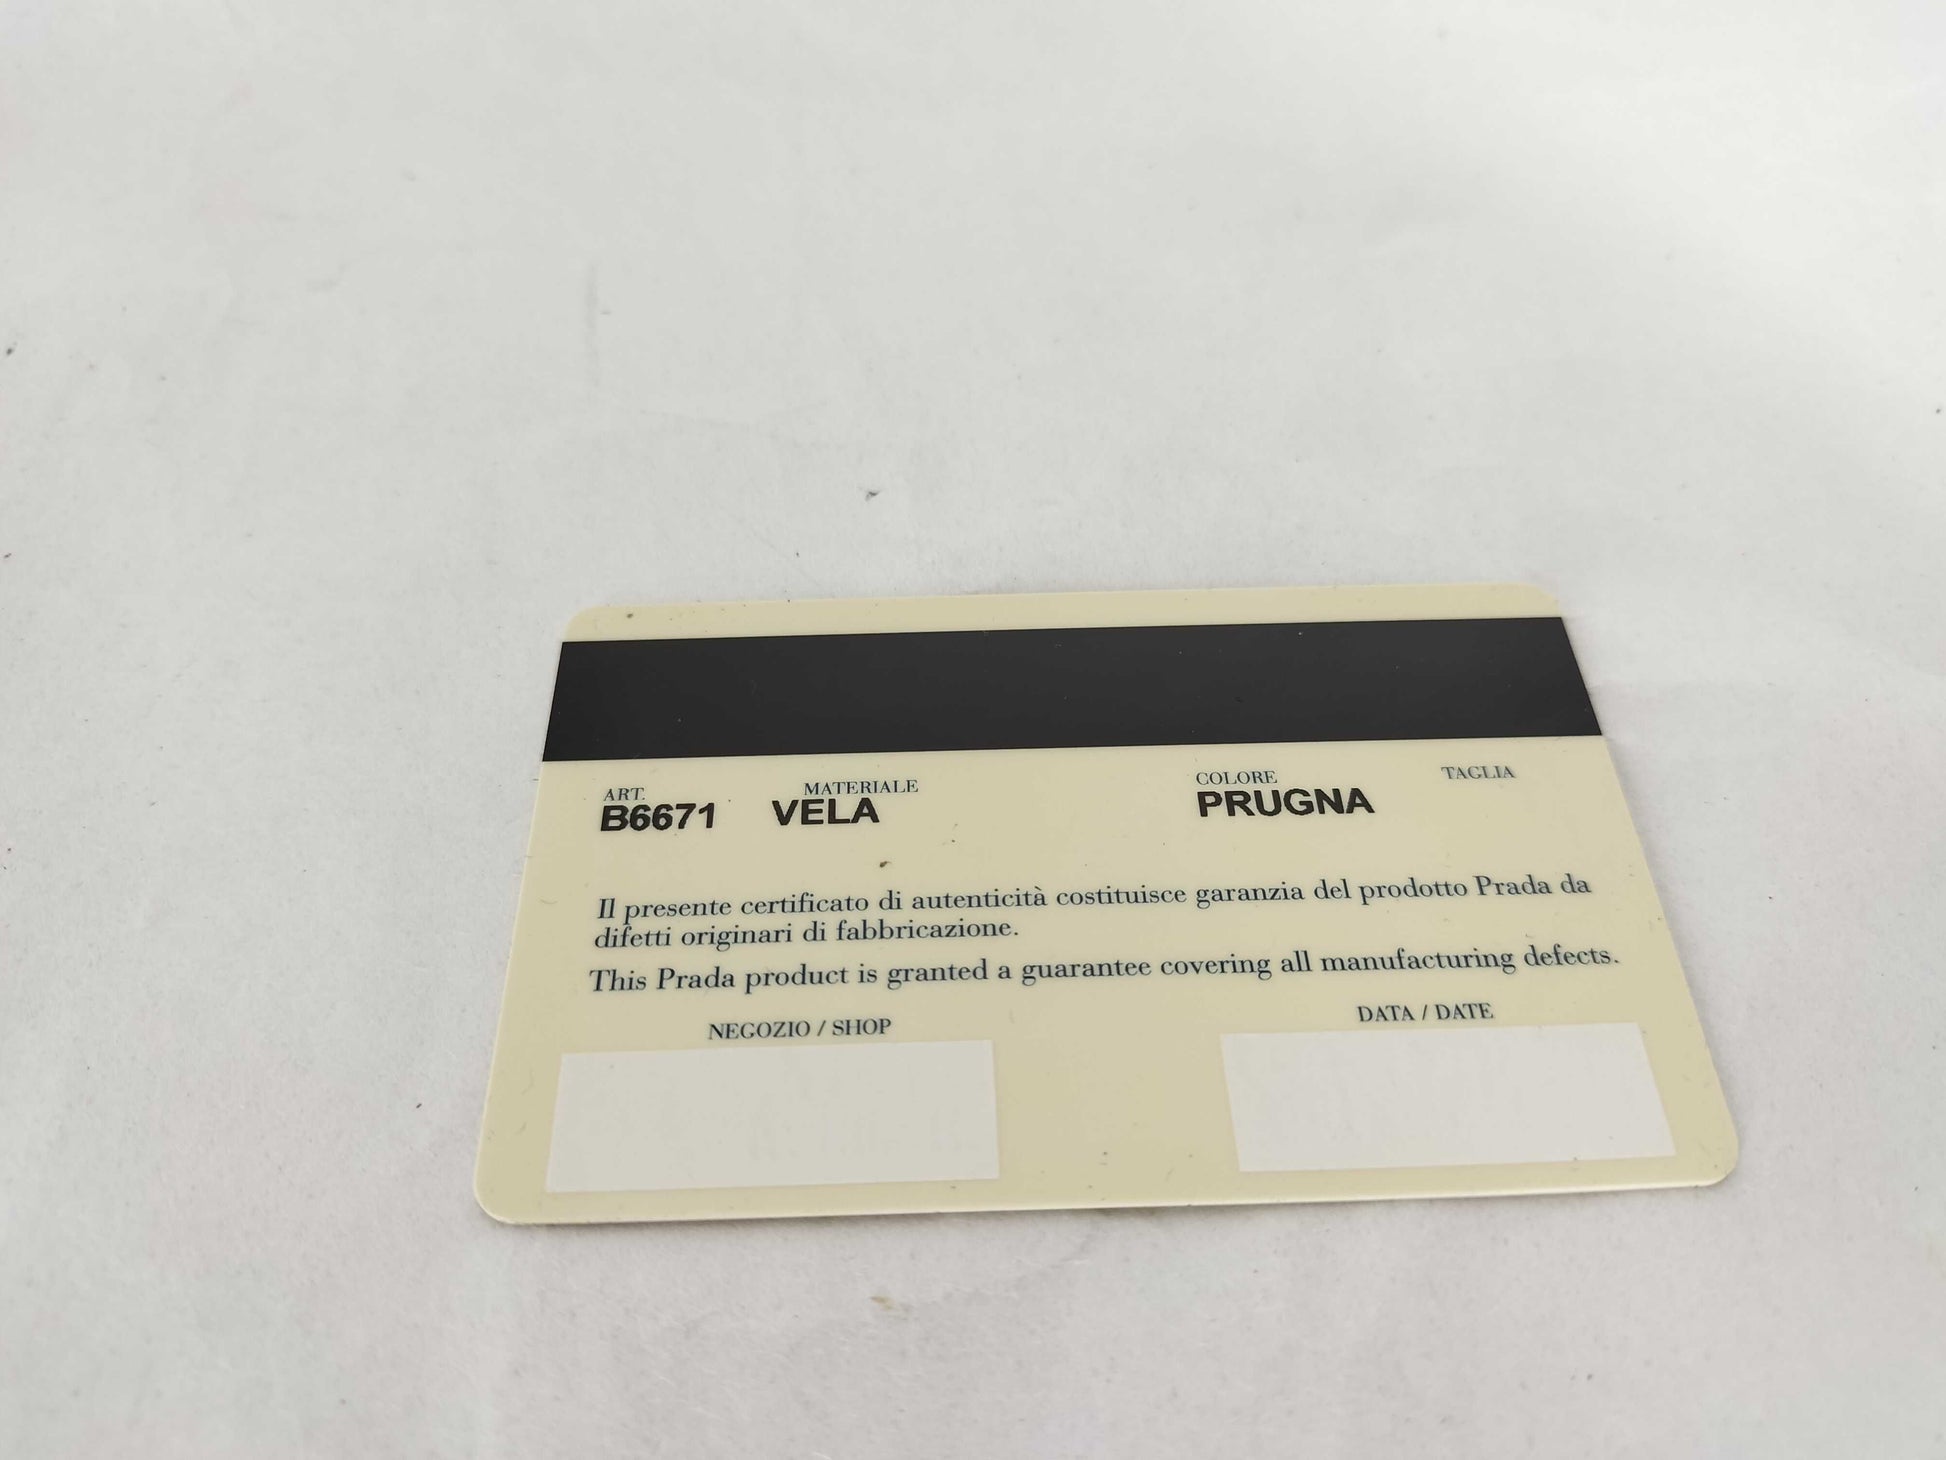 ART. MATERIALE COLORE TAGLIA
B6671 VELA PRUGNA
Il presente certificato di autenticità costituisce garanzia del prodotto Prada da
difetti originari di fabbricazione.
This Prada product is granted a guarantee covering all manufacturing defects.
NEGOZIO / SHOP DATA / DATE